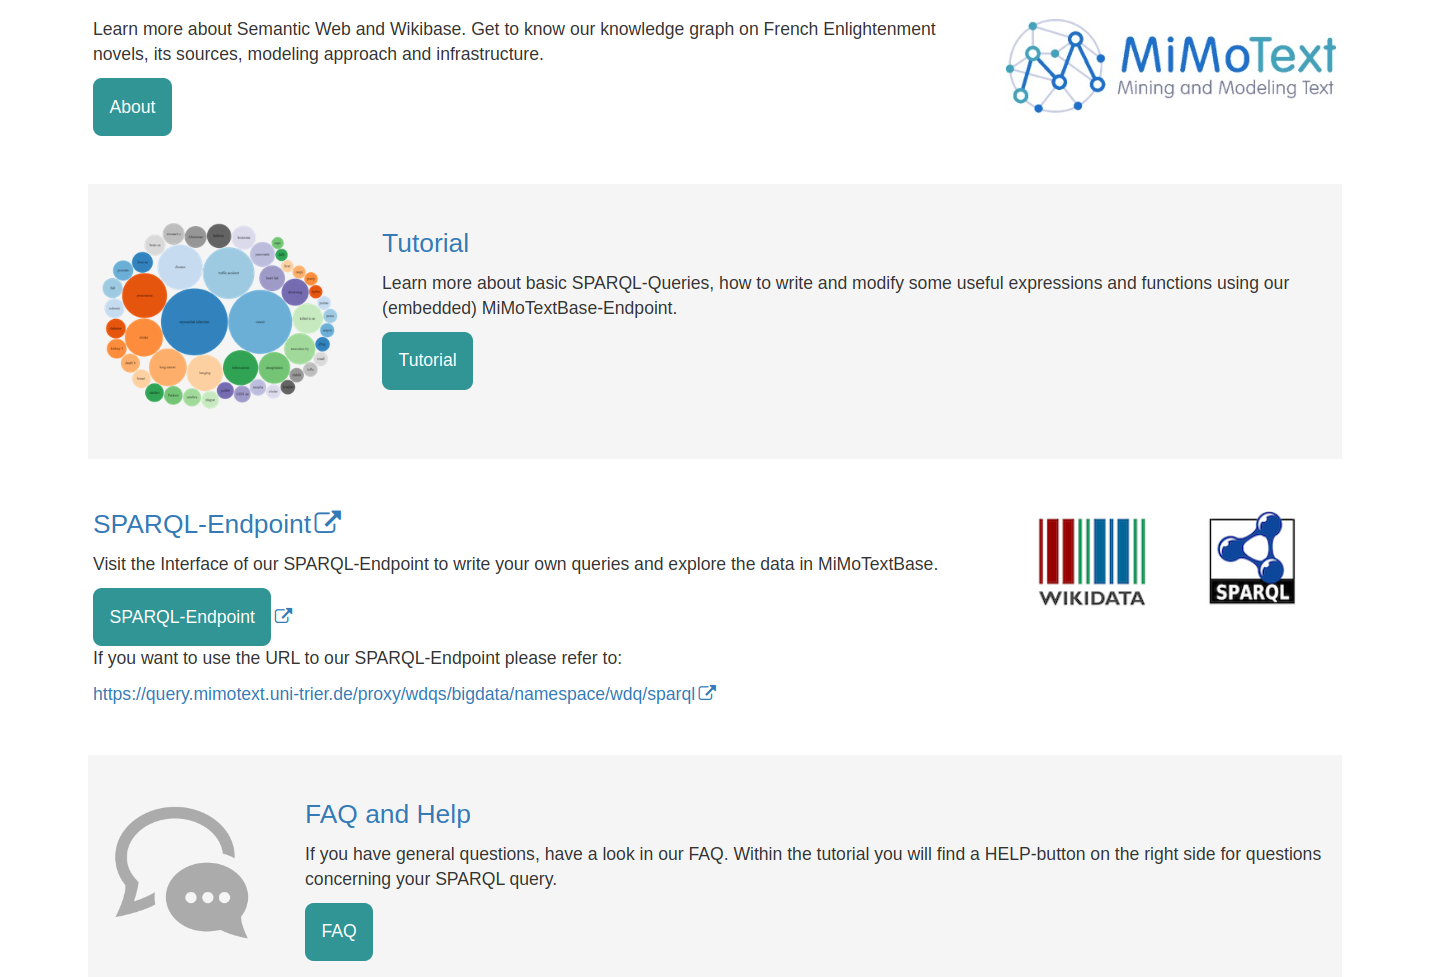 Learn more about Semantic Web and Wikibase. Get to know our knowledge graph on French Enlightenment
novels, its sources, modeling approach and infrastructure.
About
MiMoText
Mining and Modeling Text
Tutorial
Learn more about basic SPARQL-Queries, how to write and modify some useful expressions and functions using our
(embedded) MiMoTextBase-Endpoint.
Tutorial
SPARQL-Endpoint
Visit the Interface of our SPARQL-Endpoint to write your own queries and explore the data in MiMoTextBase.
SPARQL-Endpoint
If you want to use the URL to our SPARQL-Endpoint please refer to:
https://query.mimotext.uni-trier.de/proxy/wdqs/bigdata/namespace/wdq/sparql
WIKIDATA
SPARQL
FAQ and Help
If you have general questions, have a look in our FAQ. Within the tutorial you will find a HELP-button on the right side for questions
concerning your SPARQL query.
FAQ